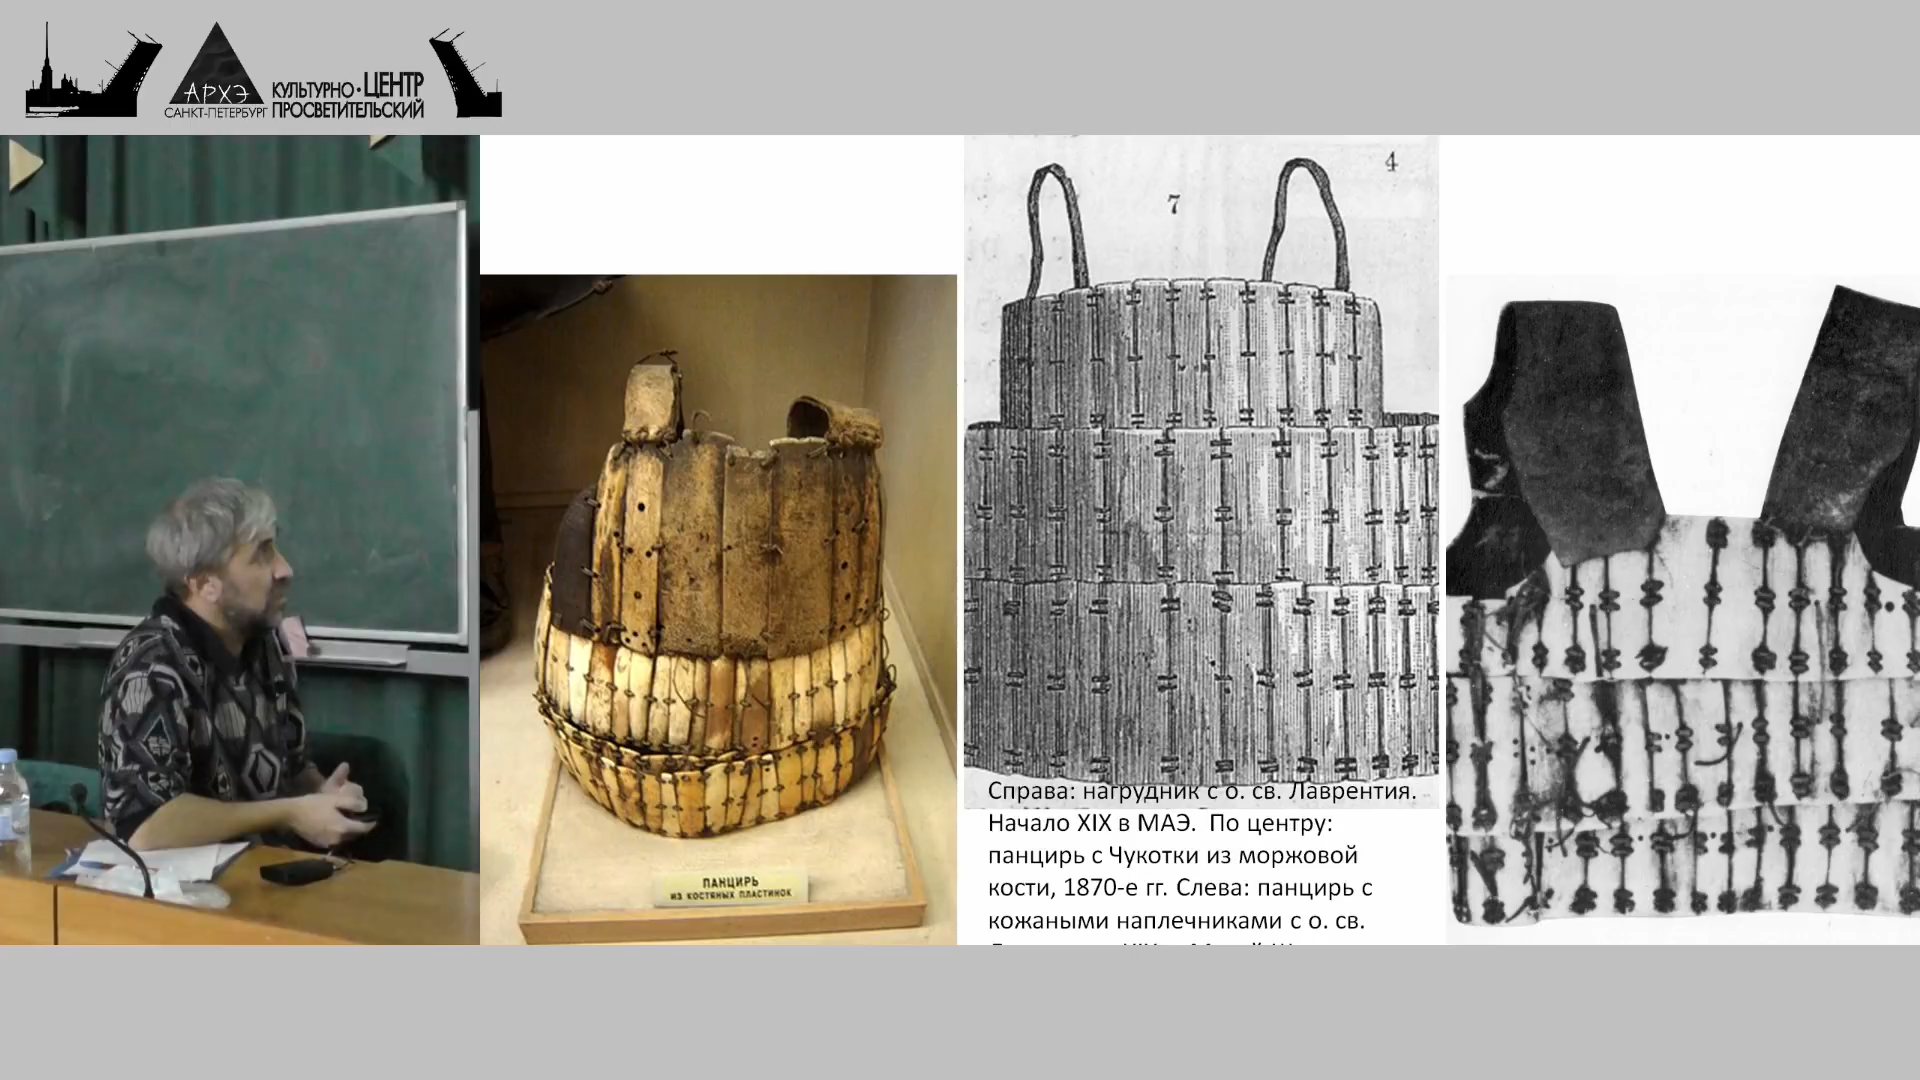 АРХЭ
САНКТ-ПЕТЕРБУРГ
КУЛЬТУРНО-ЦЕНТР
ПРОСВЕТИТЕЛЬСКИЙ
4
7
ПАНЦИРЬ
ИЗ КОСТЯНЫХ ПЛАСТИНОК
Справа: нагрудник с о. св. Лаврентия.
Начало XIX в МАЭ. По центру:
панцирь с Чукотки из моржовой
кости, 1870-е гг. Слева: панцирь с
кожаными наплечниками с о. св.